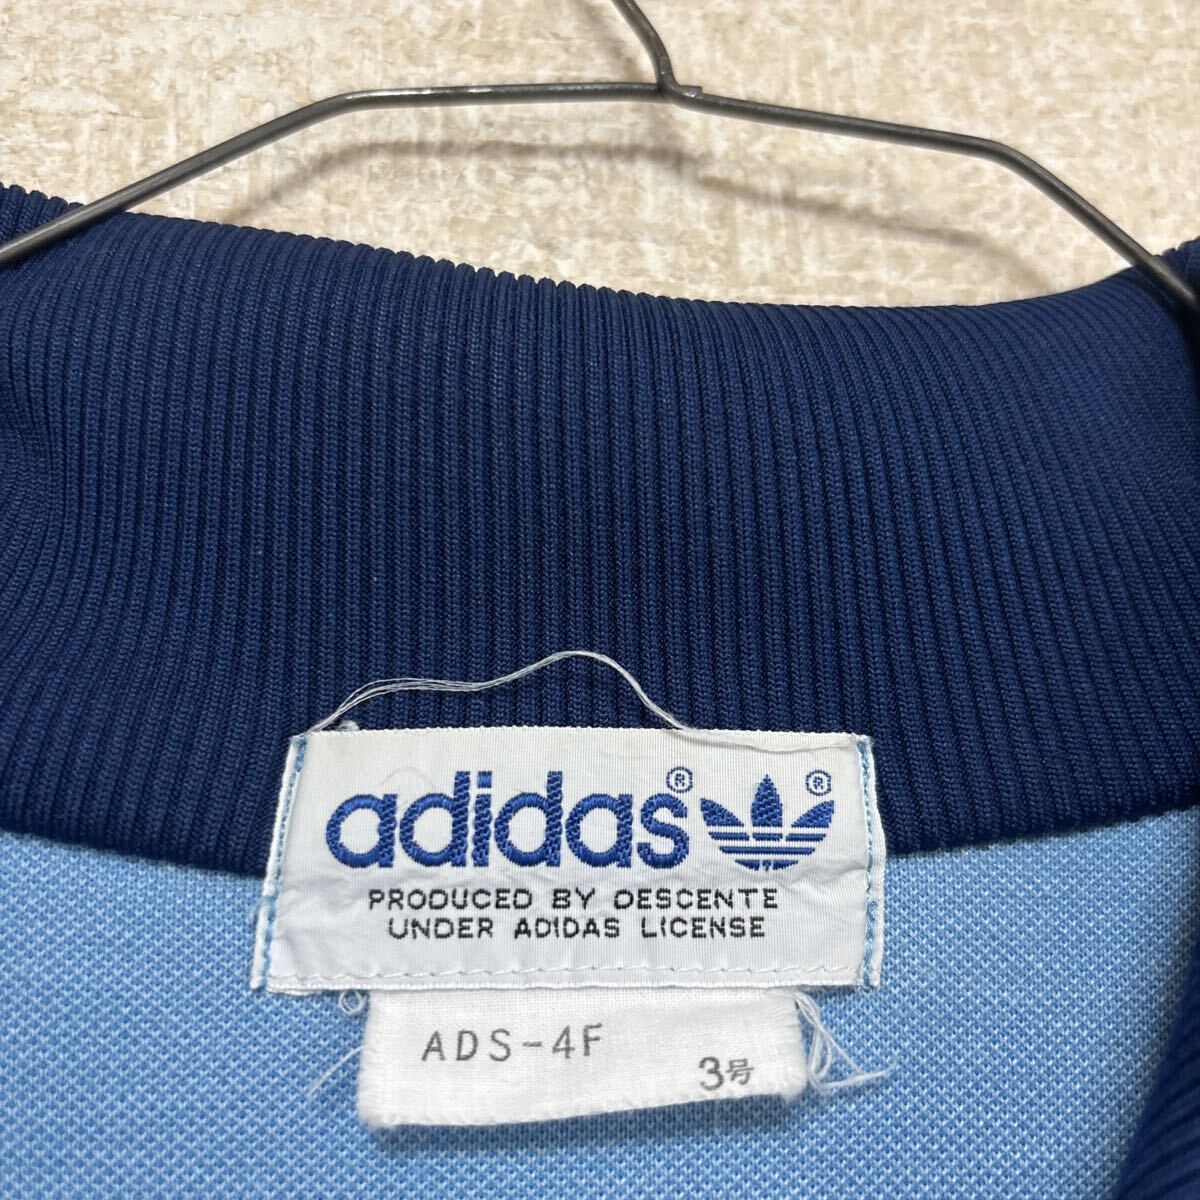 adidas® ®
PRODUCED BY DESCENTE
UNDER ADIDAS LICENSE
ADS-4F
3号